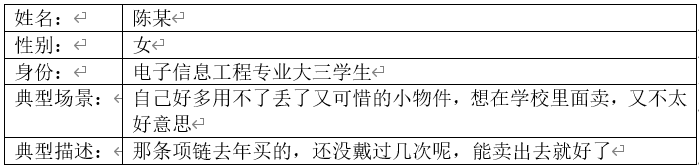 姓名： 陈某
性别： 女
身份： 电子信息工程专业大三学生
典型场景： 自己好多用不了丢了又可惜的小物件，想在学校里面卖，又不太
好意思
典型描述： 那条项链去年买的，还没戴过几次呢，能卖出去就好了